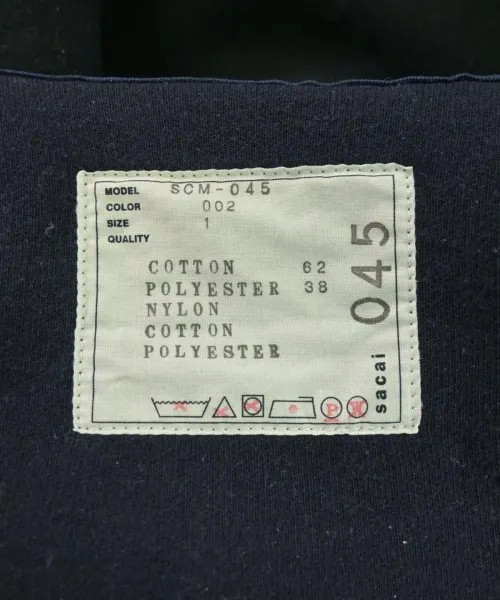 MODEL SCM-045
COLOR 002
SIZE 1
QUALITY
COTTON 62
POLYESTER 38
NYLON
COTTON
POLYESTER
P W
sacai 045